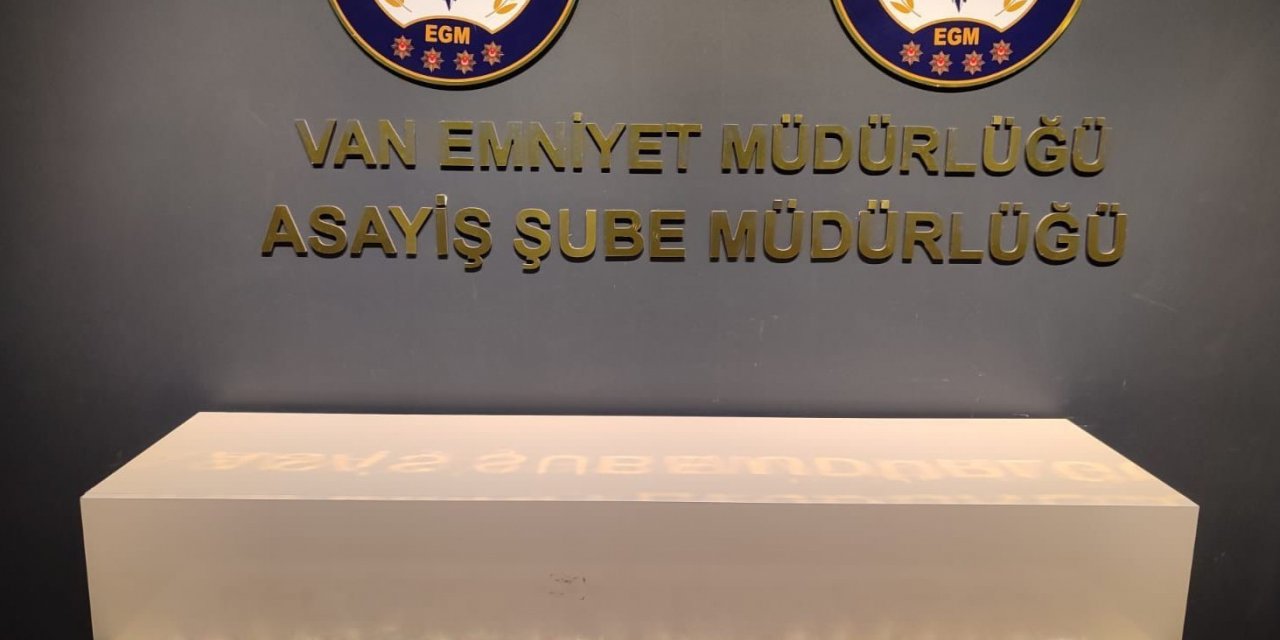 EGM
EGM
VAN EMNİYET MÜDÜRLÜĞÜ
ASAYİŞ ŞUBE MÜDÜRLÜĞÜ